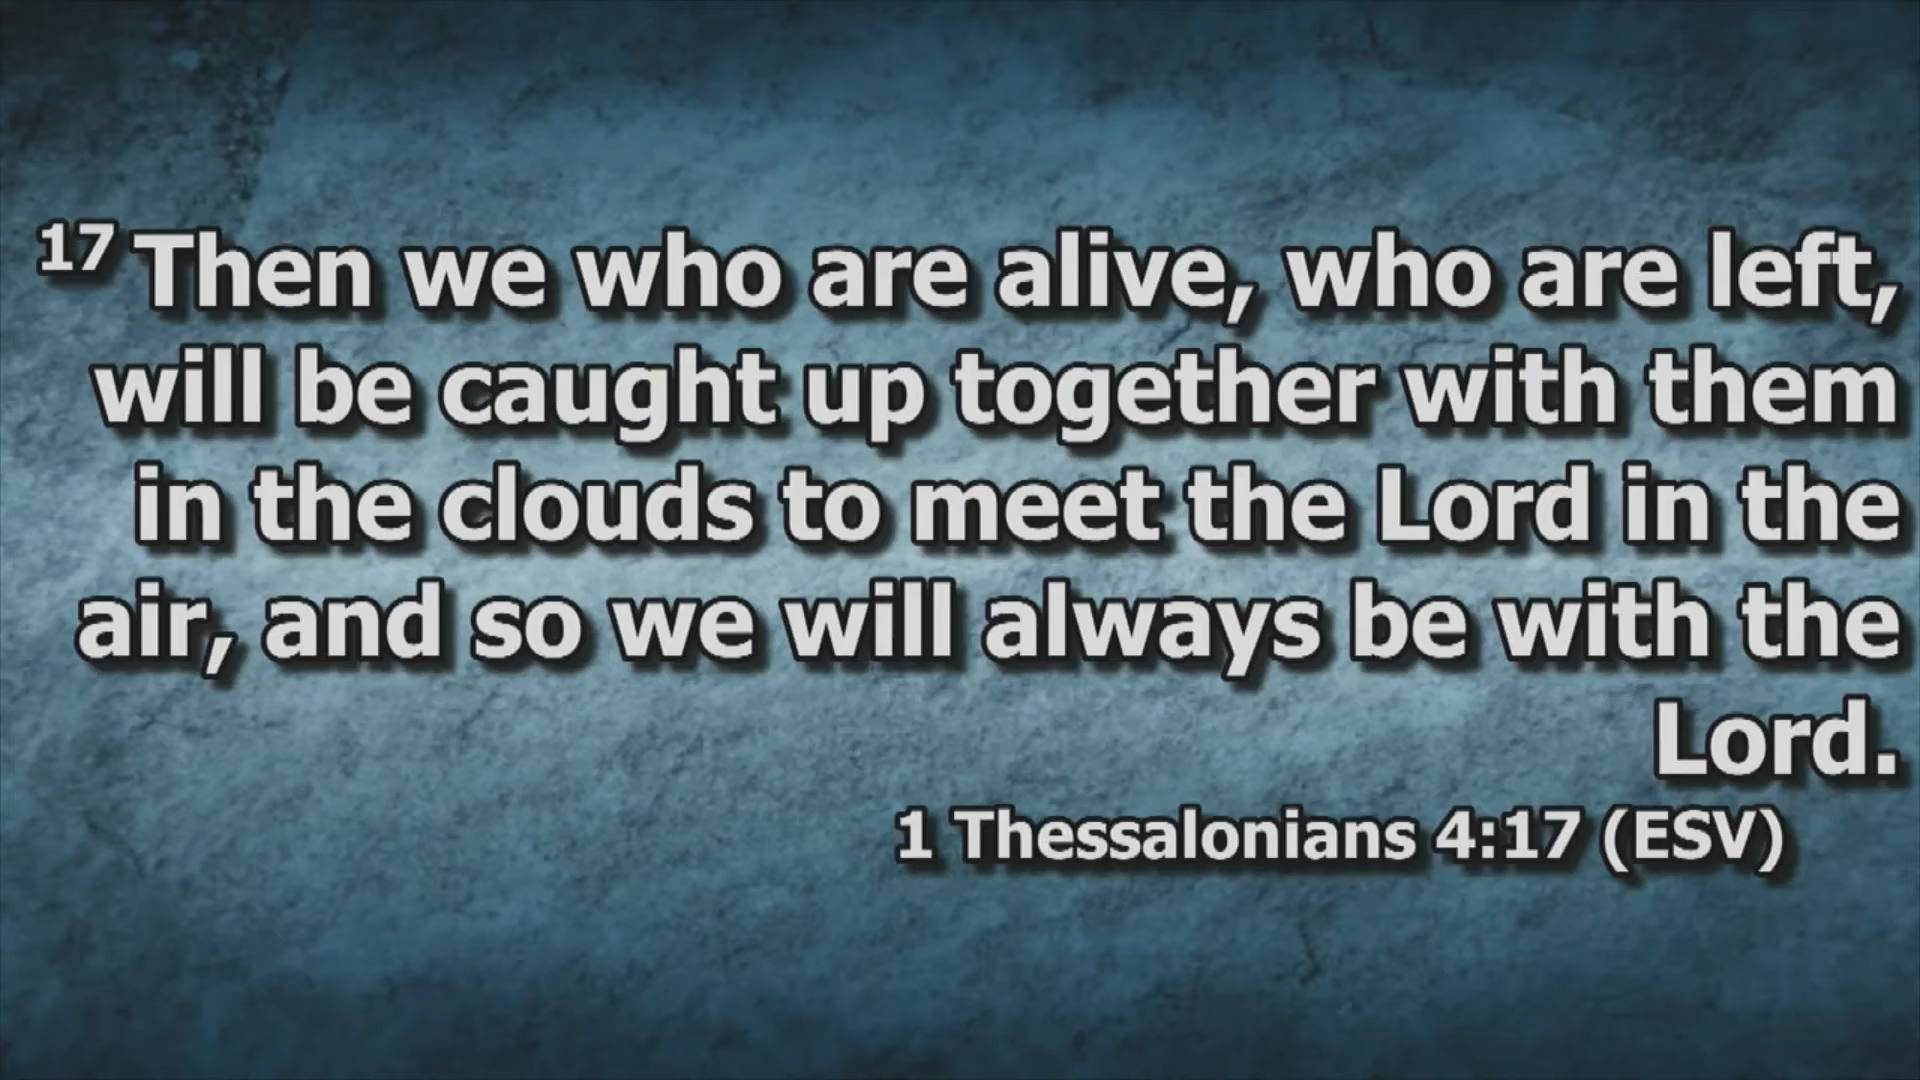 17 Then we who are alive, who are left,
will be caught up together with them
in the clouds to meet the Lord in the
air, and so we will always be with the
Lord.
1 Thessalonians 4:17 (ESV)